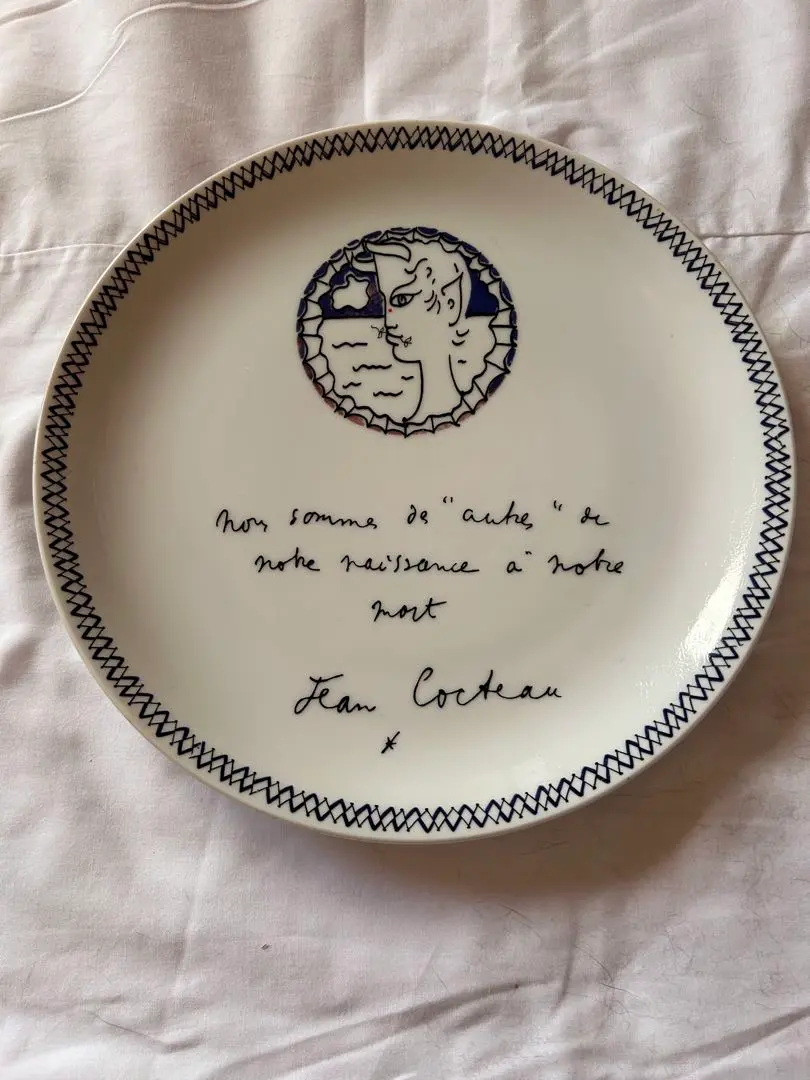 nous sommes des "autres" de
notre naissance à notre
mort
Jean Cocteau